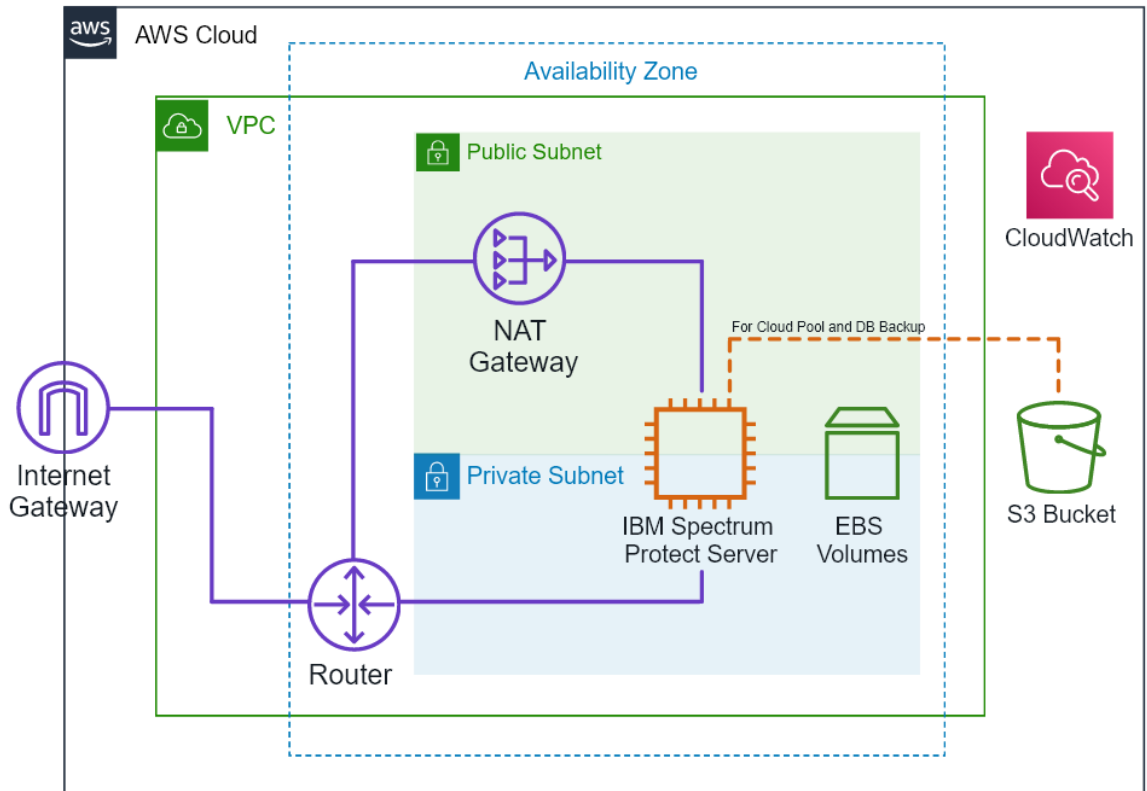 aws
AWS Cloud
Availability Zone
VPC
Public Subnet
CloudWatch
NAT
Gateway
For Cloud Pool and DB Backup
Internet
Gateway
Private Subnet
IBM Spectrum
Protect Server
EBS
Volumes
S3 Bucket
Router